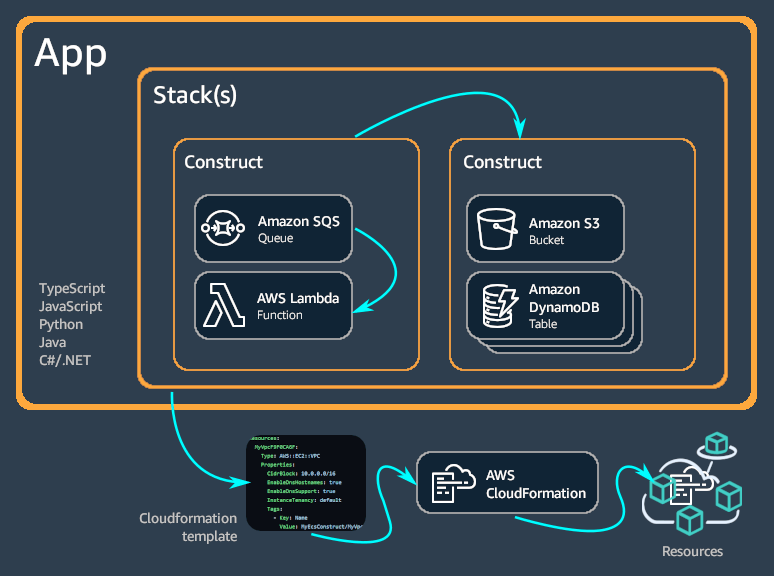 App
Stack(s)
Construct
Amazon SQS
Queue
AWS Lambda
Function
Construct
Amazon S3
Bucket
Amazon
DynamoDB
Table
TypeScript
JavaScript
Python
Java
C#/.NET
Resources:
MyVpcF9F0CA6F:
Type: AWS::EC2::VPC
Properties:
CidrBlock: 10.0.0.0/16
EnableDnsHostnames: true
EnableDnsSupport: true
InstanceTenancy: default
Tags:
- Key: Name
Value: MyEcsConstruct/MyVpc
Cloudformation
template
AWS
CloudFormation
Resources